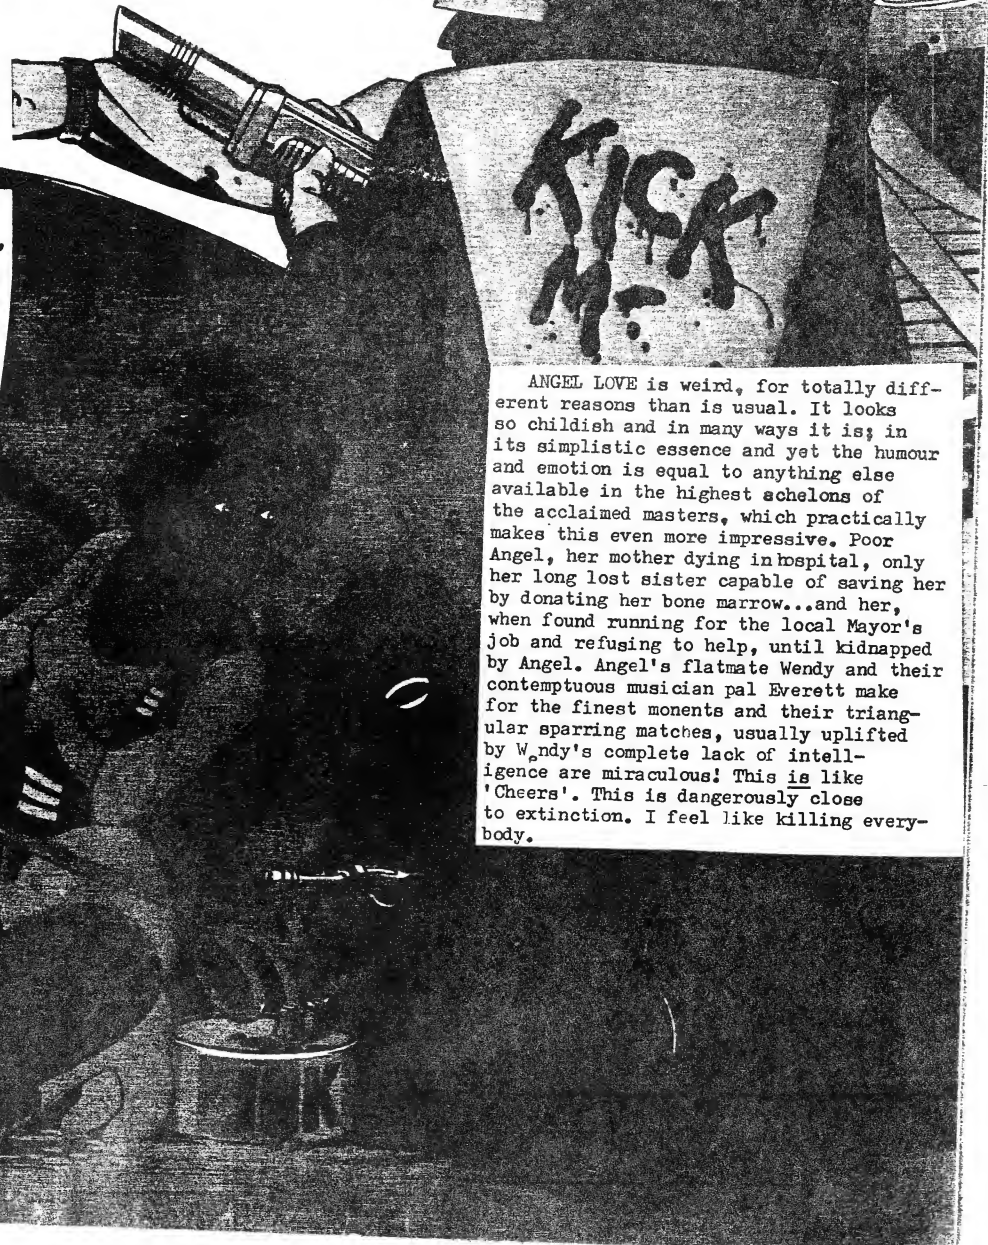 KICK
M-
ANGEL LOVE is weird, for totally diff-
erent reasons than is usual. It looks
so childish and in many ways it is; in
its simplistic essence and yet the humour
and emotion is equal to anything else
available in the highest echelons of
the acclaimed masters, which practically
makes this even more impressive. Poor
Angel, her mother dying in hospital, only
her long lost sister capable of saving her
by donating her bone marrow...and her,
when found running for the local Mayor's
job and refusing to help, until kidnapped
by Angel. Angel's flatmate Wendy and their
contemptuous musician pal Everett make
for the finest monents and their triang-
ular sparring matches, usually uplifted
by Wendy's complete lack of intell-
igence are miraculous! This is like
'Cheers'. This is dangerously close
to extinction. I feel like killing every-
body.